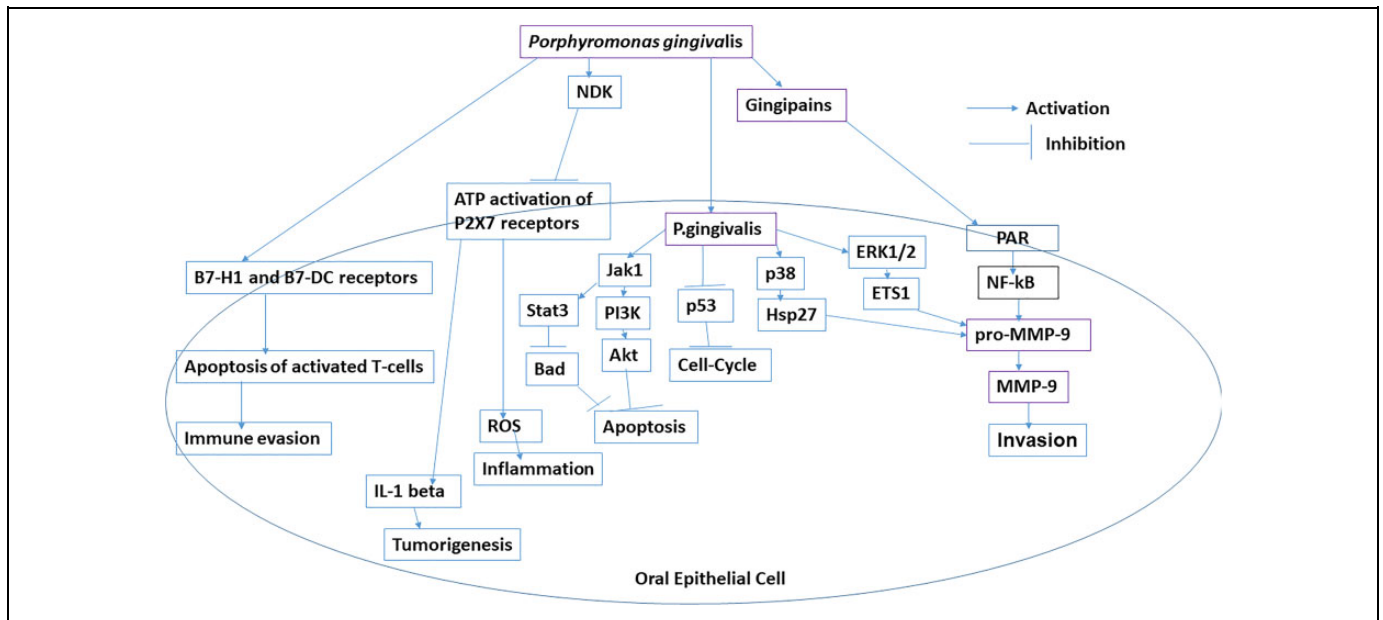 Porphyromonas gingivalis
NDK
Gingipains
Activation
Inhibition
ATP activation of
P2X7 receptors
P.gingivalis
PAR
B7-H1 and B7-DC receptors
Jak1
p38
ERK1/2
NF-kB
Stat3
PI3K
p53
Hsp27
ETS1
pro-MMP-9
Apoptosis of activated T-cells
Bad
Akt
Cell-Cycle
MMP-9
Immune evasion
ROS
Apoptosis
Invasion
Inflammation
IL-1 beta
Tumorigenesis
Oral Epithelial Cell